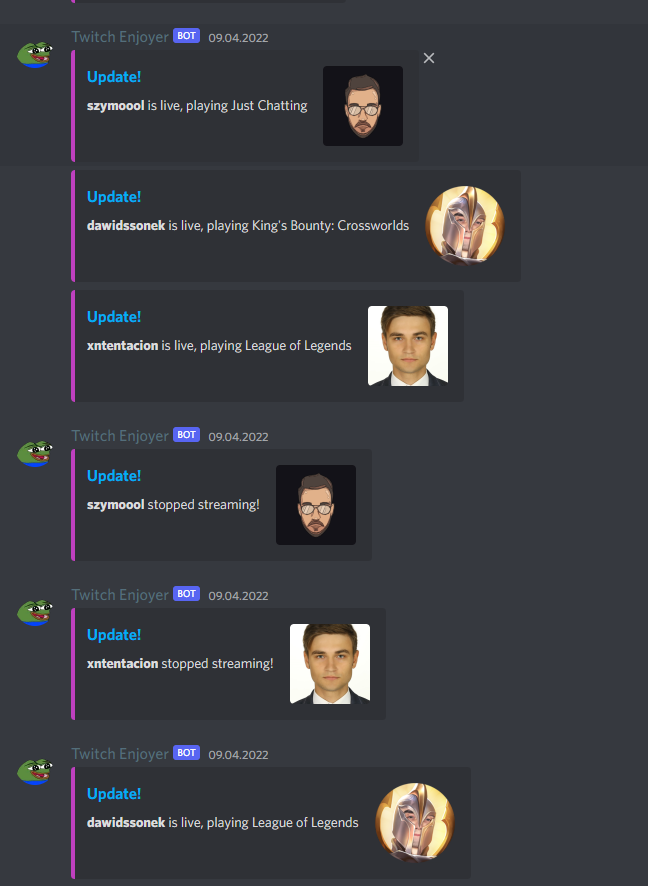 Twitch Enjoyer BOT 09.04.2022
Update!
szymoool is live, playing Just Chatting
Update!
dawidssonek is live, playing King's Bounty: Crossworlds
Update!
xntentacion is live, playing League of Legends
Twitch Enjoyer BOT 09.04.2022
Update!
szymoool stopped streaming!
Twitch Enjoyer BOT 09.04.2022
Update!
xntentacion stopped streaming!
Twitch Enjoyer BOT 09.04.2022
Update!
dawidssonek is live, playing League of Legends